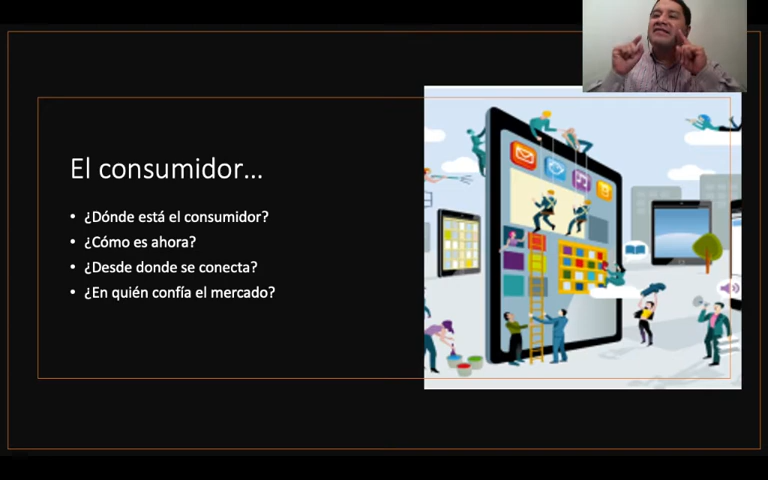 El consumidor...
• ¿Dónde está el consumidor?
• ¿Cómo es ahora?
• ¿Desde donde se conecta?
• ¿En quién confía el mercado?